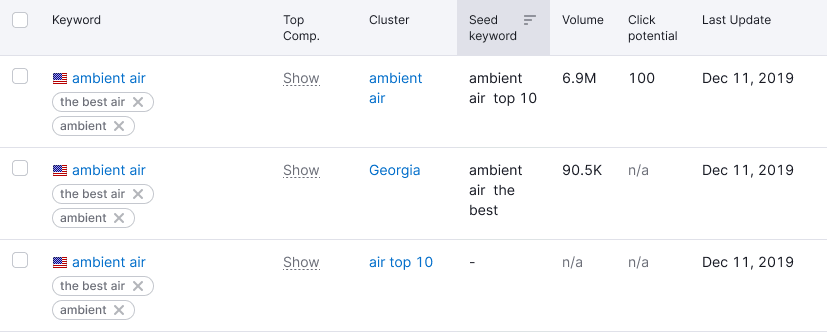 Keyword Top Comp. Cluster Seed keyword Volume Click potential Last Update
ambient air Show ambient air ambient air top 10 6.9M 100 Dec 11, 2019
the best air
ambient
ambient air Show Georgia ambient air the best 90.5K n/a Dec 11, 2019
the best air
ambient
ambient air Show air top 10 - n/a n/a Dec 11, 2019
the best air
ambient